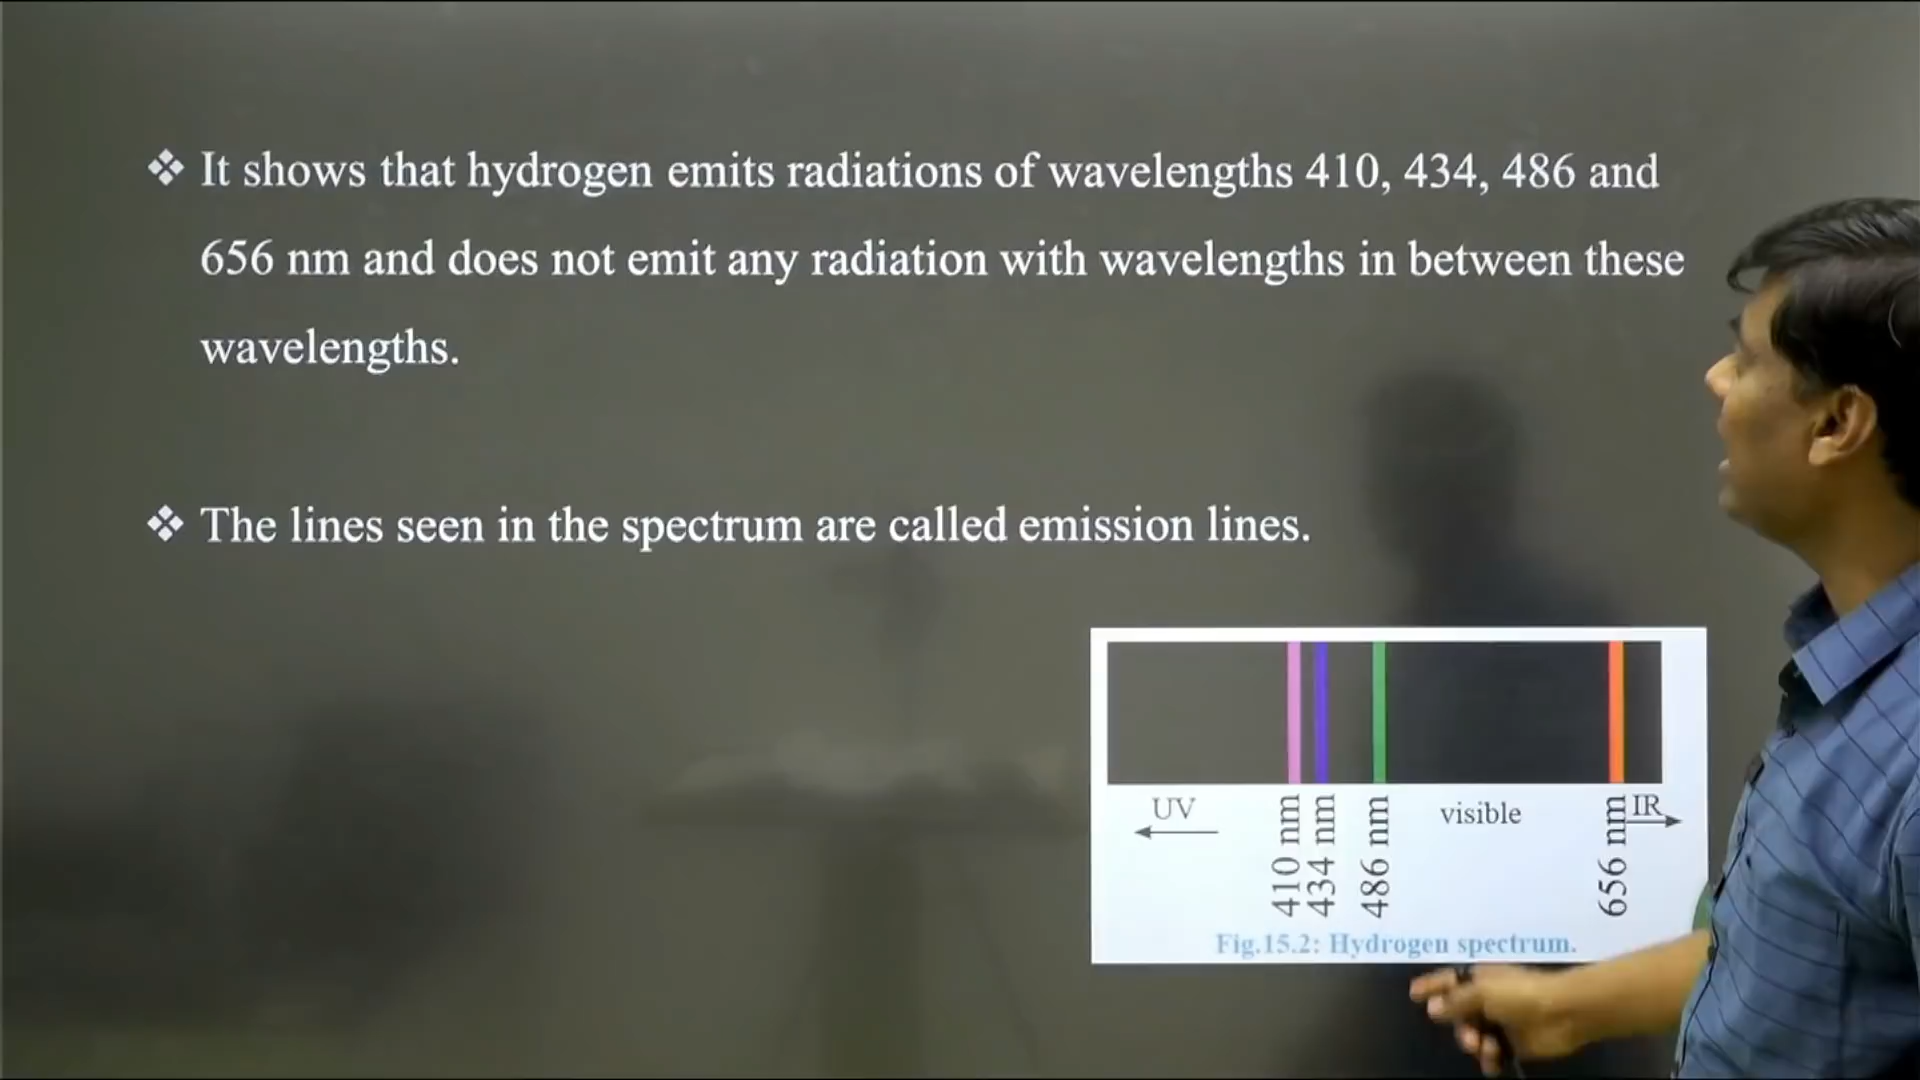 ❖ It shows that hydrogen emits radiations of wavelengths 410, 434, 486 and
656 nm and does not emit any radiation with wavelengths in between these
wavelengths.
❖ The lines seen in the spectrum are called emission lines.
UV
410 nm
434 nm
486 nm
visible
656 nm
IR
Fig.15.2: Hydrogen spectrum.